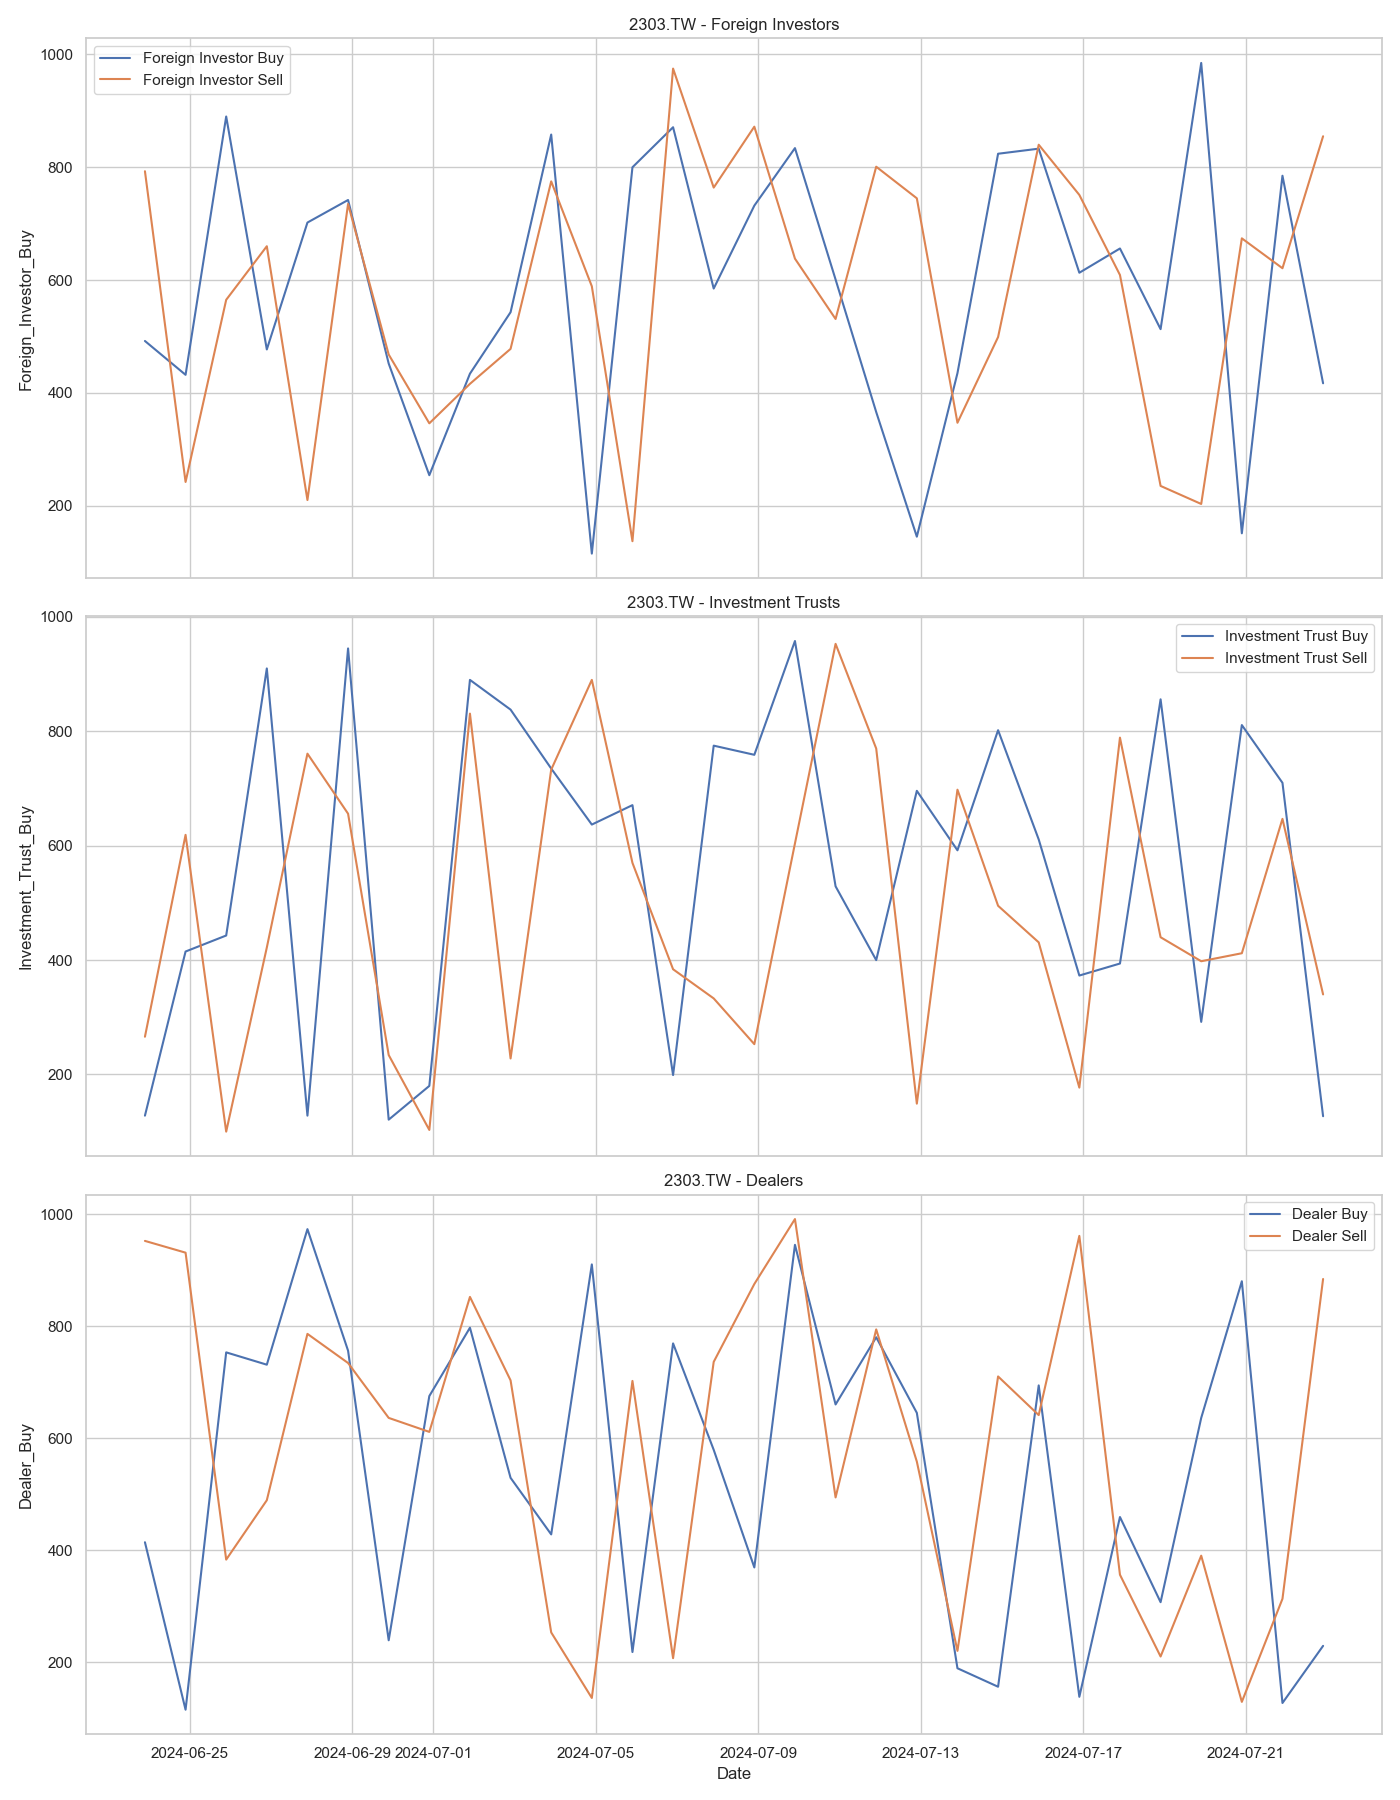 2303.TW - Foreign Investors
Foreign Investor Buy
Foreign Investor Sell
Foreign_Investor_Buy
1000
800
600
400
200
2303.TW - Investment Trusts
Investment Trust Buy
Investment Trust Sell
Investment_Trust_Buy
1000
800
600
400
200
2303.TW - Dealers
Dealer Buy
Dealer Sell
Dealer_Buy
1000
800
600
400
200
2024-06-25 2024-06-29 2024-07-01 2024-07-05 2024-07-09 2024-07-13 2024-07-17 2024-07-21
Date